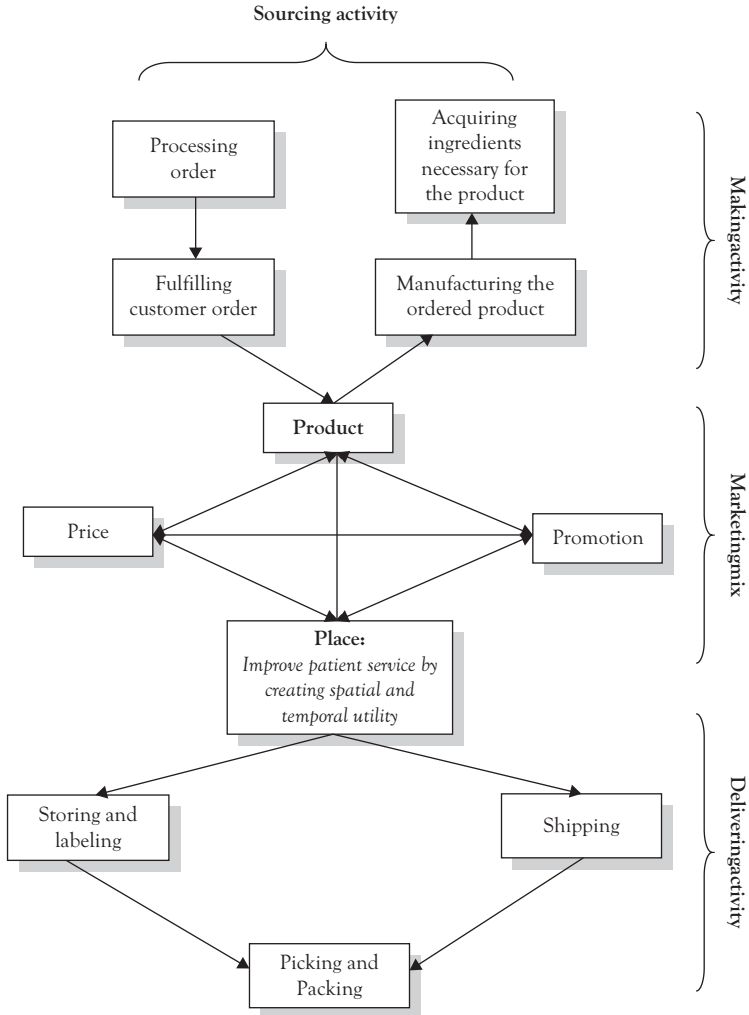 Sourcing activity
Processing
order
Acquiring
ingredients
necessary for
the product
Fulfilling
customer order
Manufacturing the
ordered product
Makingactivity
Product
Price
Promotion
Marketingmix
Place:
Improve patient service by
creating spatial and
temporal utility
Storing and
labeling
Shipping
Deliveringactivity
Picking and
Packing